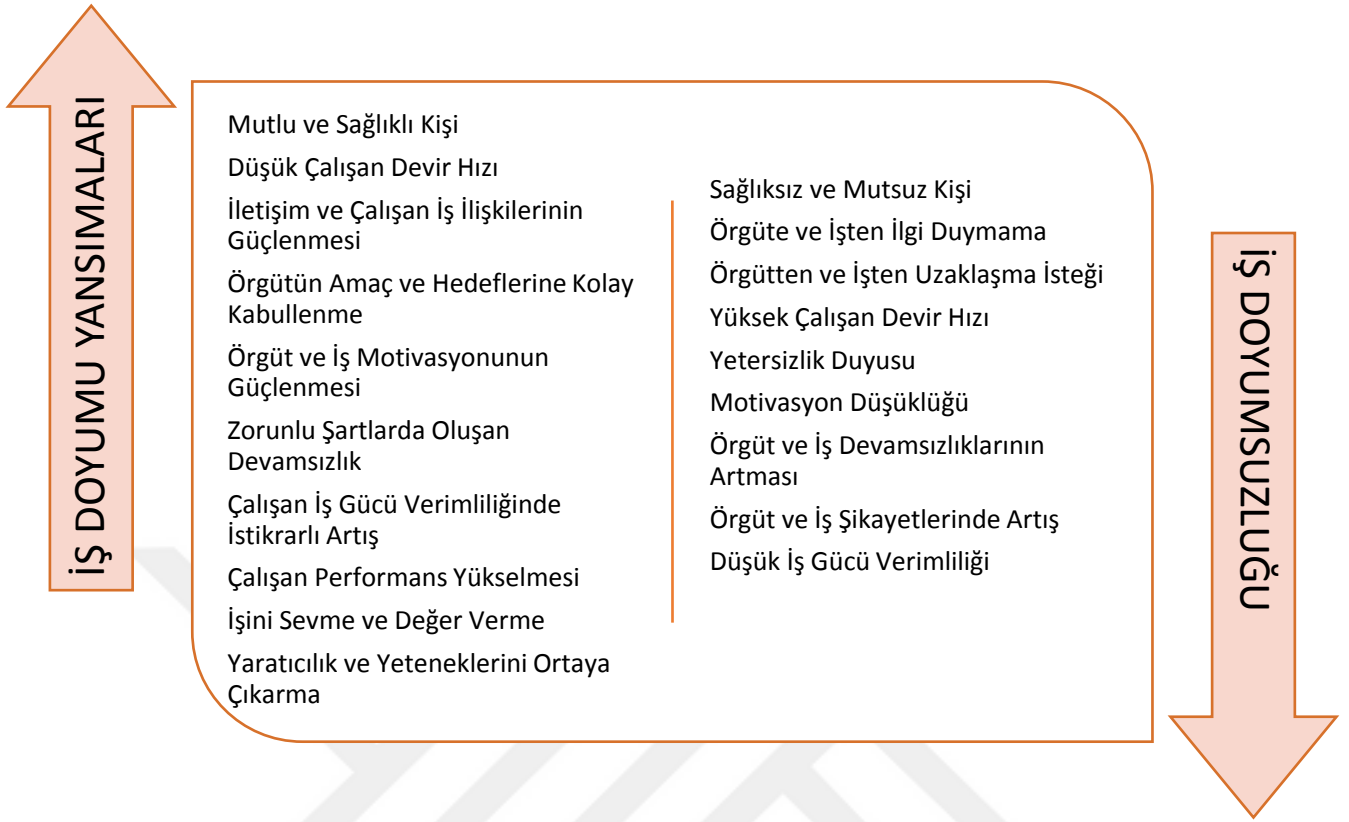 İŞ DOYUMU YANSIMALARI
Mutlu ve Sağlıklı Kişi
Düşük Çalışan Devir Hızı
İletişim ve Çalışan İş İlişkilerinin
Güçlenmesi
Örgütün Amaç ve Hedeflerine Kolay
Kabullenme
Örgüt ve İş Motivasyonunun
Güçlenmesi
Zorunlu Şartlarda Oluşan
Devamsızlık
Çalışan İş Gücü Verimliliğinde
İstikrarlı Artış
Çalışan Performans Yükselmesi
İşini Sevme ve Değer Verme
Yaratıcılık ve Yeteneklerini Ortaya
Çıkarma
Sağlıksız ve Mutsuz Kişi
Örgüte ve İşten İlgi Duymama
Örgütten ve İşten Uzaklaşma İsteği
Yüksek Çalışan Devir Hızı
Yetersizlik Duyusu
Motivasyon Düşüklüğü
Örgüt ve İş Devamsızlıklarının
Artması
Örgüt ve İş Şikayetlerinde Artış
Düşük İş Gücü Verimliliği
İŞ DOYUMSUZLUĞU